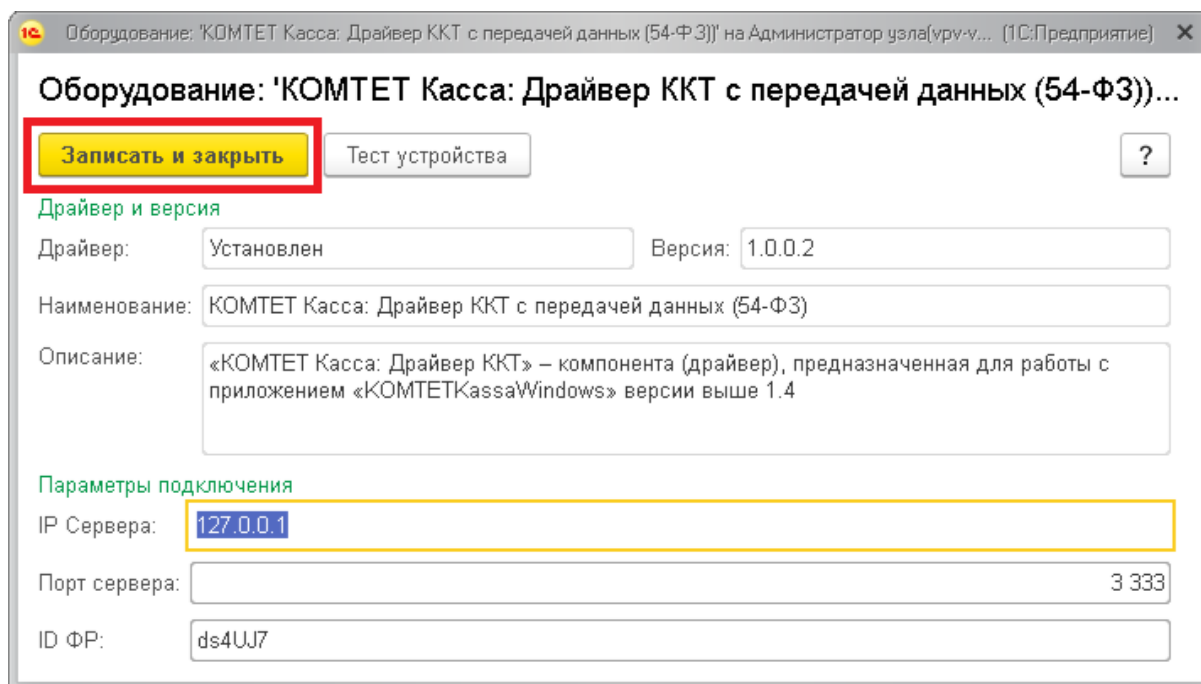 1С Оборудование: 'КОМТЕТ Касса: Драйвер ККТ с передачей данных (54-ФЗ))' на Администратор узла(vpv-v... (1С:Предприятие)
Оборудование: 'КОМТЕТ Касса: Драйвер ККТ с передачей данных (54-ФЗ))...
Записать и закрыть Тест устройства ?
Драйвер и версия
Драйвер: Установлен Версия: 1.0.0.2
Наименование: КОМТЕТ Касса: Драйвер ККТ с передачей данных (54-ФЗ)
Описание: «КОМТЕТ Касса: Драйвер ККТ» – компонента (драйвер), предназначенная для работы с
приложением «KOMTETKassaWindows» версии выше 1.4
Параметры подключения
IP Сервера: 127.0.0.1
Порт сервера: 3 333
ID ФР: ds4UJ7